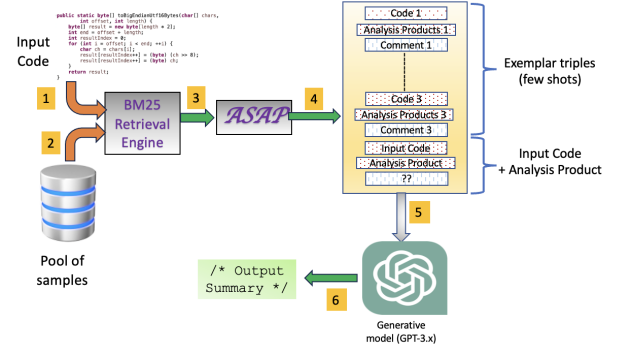 public static byte[] toBigEndianUtf16Bytes(char[] chars,
int offset, int length) {
byte[] result = new byte[length * 2];
int end = offset + length;
int resultIndex = 0;
for (int i = offset; i < end; ++i) {
char ch = chars[i];
result[resultIndex++] = (byte) (ch >> 8);
result[resultIndex++] = (byte) ch;
}
return result;
}
Input
Code
1
2
BM25
Retrieval
Engine
3
ASAP
4
Pool of
samples
Code 1
Analysis Products 1
Comment 1
Code 3
Analysis Products 3
Comment 3
Input Code
Analysis Product
??
Exemplar triples
(few shots)
Input Code
+ Analysis Product
5
/* Output
Summary */
6
Generative
model (GPT-3.x)